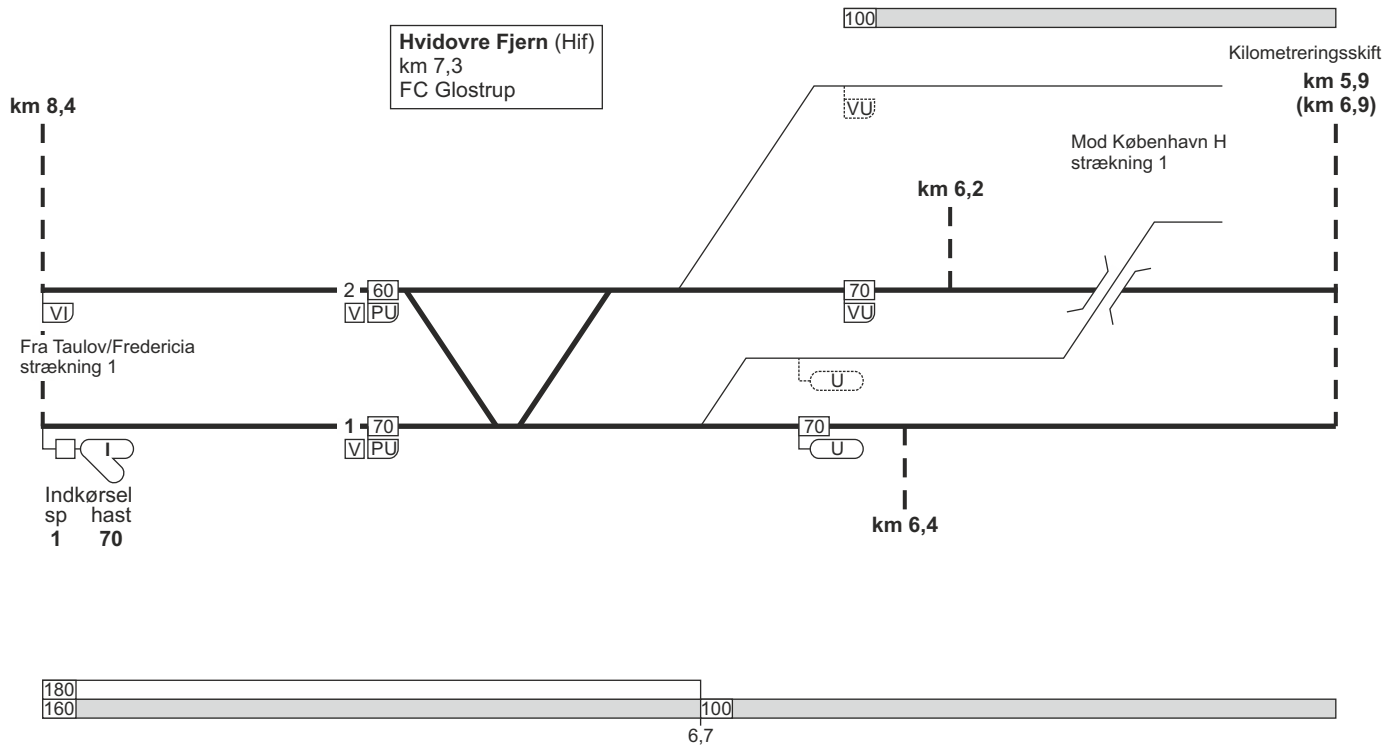 100
Hvidovre Fjern (Hif)
km 7,3
FC Glostrup
Kilometreringsskift
km 5,9
(km 6,9)
km 8,4
VU
Mod København H
strækning 1
km 6,2
2 60 70
VI V PU VU
Fra Taulov/Fredericia
strækning 1
U
1 70 70
I V PU U
Indkørsel
sp hast
1 70
km 6,4
180
160 100
6,7